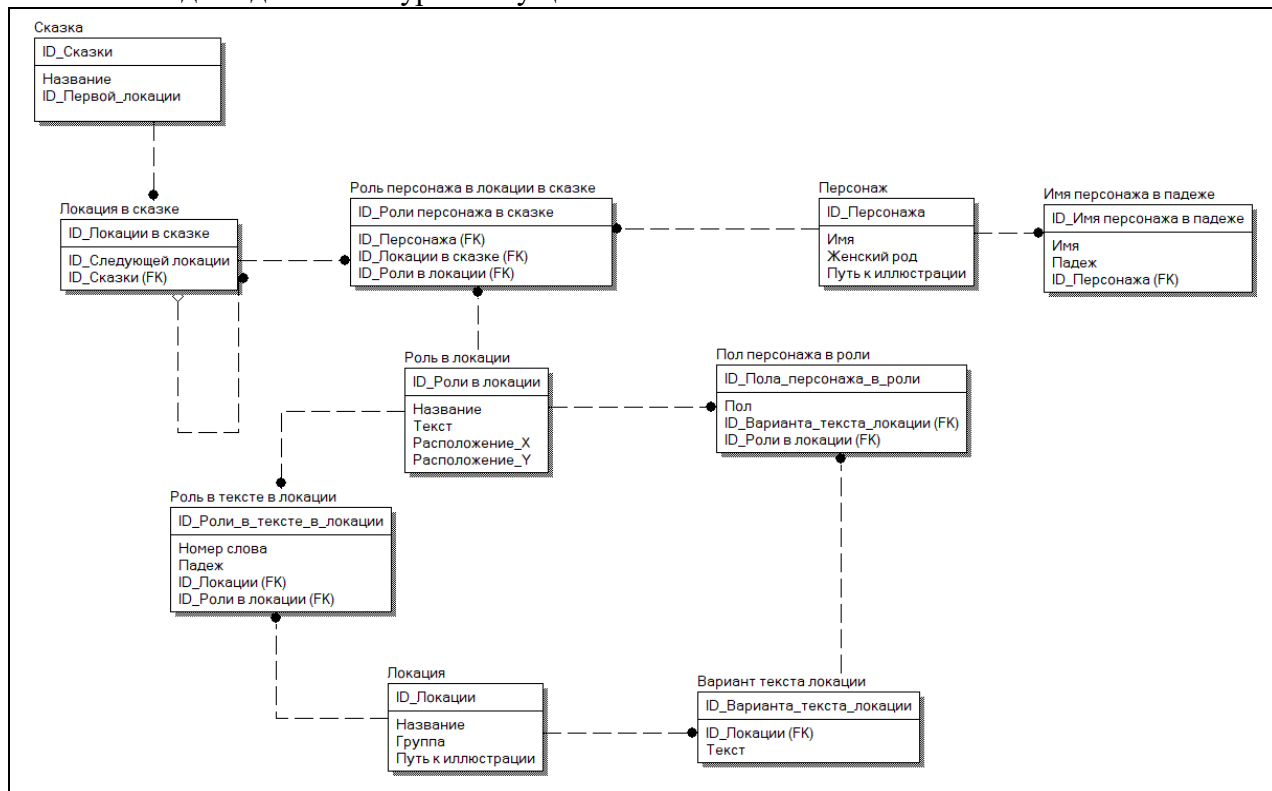 Сказка
ID_Сказки
Название
ID_Первой_локации
Локация в сказке
ID_Локации в сказке
ID_Следующей локации
ID_Сказки (FK)
Роль персонажа в локации в сказке
ID_Роли персонажа в сказке
ID_Персонажа (FK)
ID_Локации в сказке (FK)
ID_Роли в локации (FK)
Персонаж
ID_Персонажа
Имя
Женский род
Путь к иллюстрации
Имя персонажа в падеже
ID_Имя персонажа в падеже
Имя
Падеж
ID_Персонажа (FK)
Роль в локации
ID_Роли в локации
Название
Текст
Расположение_X
Расположение_Y
Пол персонажа в роли
ID_Пола_персонажа_в_роли
Пол
ID_Варианта_текста_локации (FK)
ID_Роли в локации (FK)
Роль в тексте в локации
ID_Роли_в_тексте_в_локации
Номер слова
Падеж
ID_Локации (FK)
ID_Роли в локации (FK)
Локация
ID_Локации
Название
Группа
Путь к иллюстрации
Вариант текста локации
ID_Варианта_текста_локации
ID_Локации (FK)
Текст